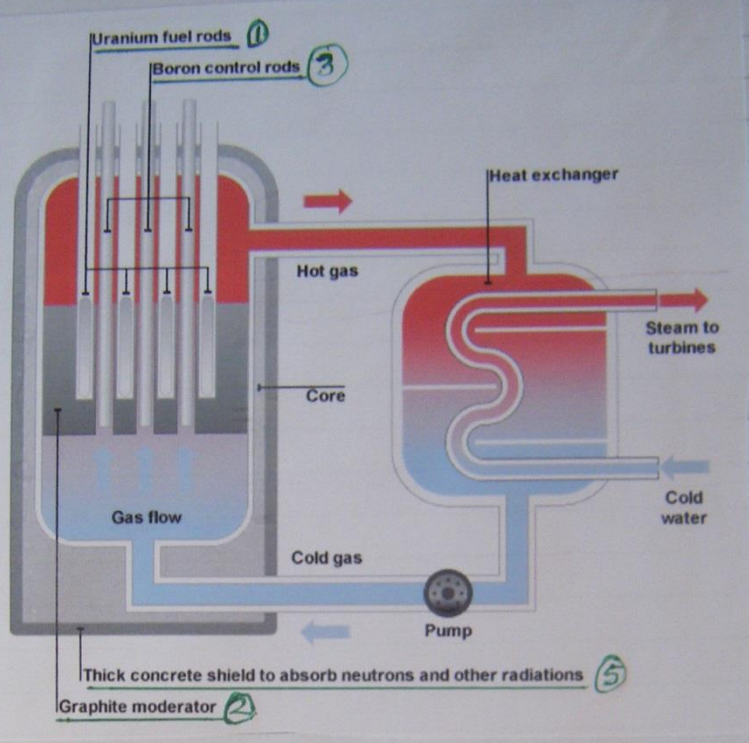 Uranium fuel rods 1
Boron control rods 3
Heat exchanger
Hot gas
Steam to
turbines
Core
Cold
water
Gas flow
Cold gas
Pump
Thick concrete shield to absorb neutrons and other radiations 5
Graphite moderator 2